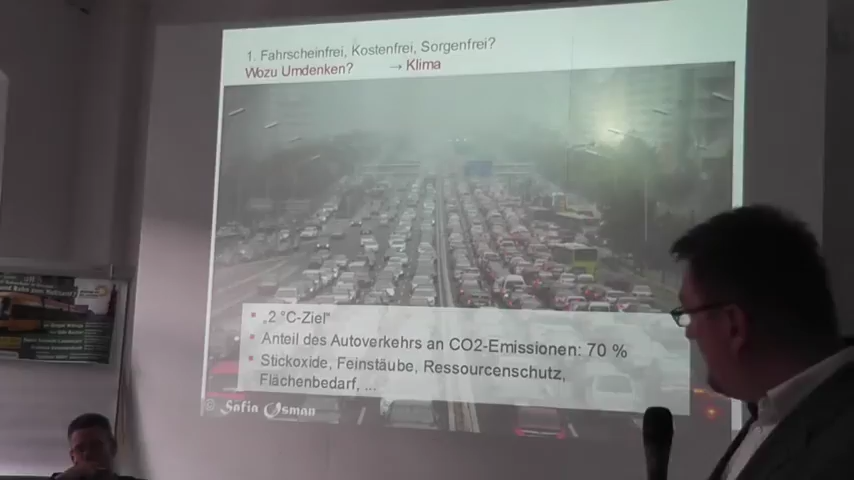 1. Fahrscheinfrei, Kostenfrei, Sorgenfrei?
Wozu Umdenken? → Klima
▪ „2 °C-Ziel"
▪ Anteil des Autoverkehrs an CO2-Emissionen: 70 %
▪ Stickoxide, Feinstäube, Ressourcenschutz,
Flächenbedarf, ...
© Safia Osman